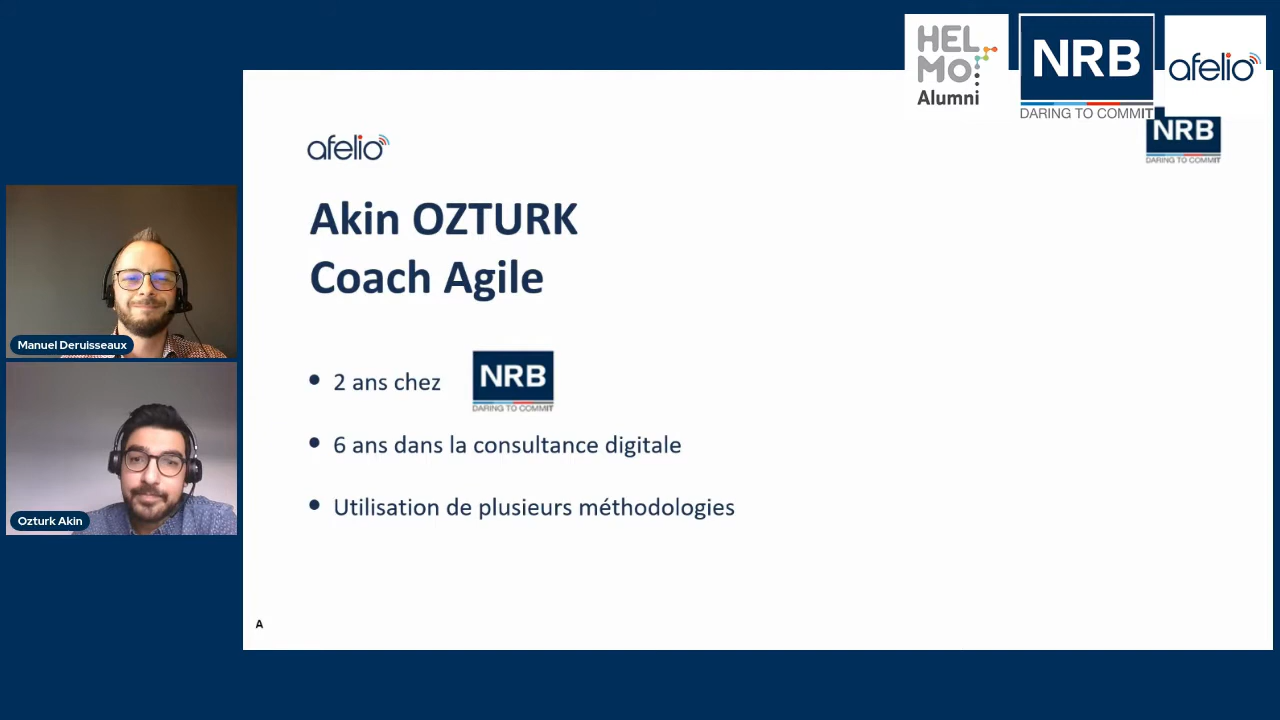 HEL
MO
Alumni
NRB
DARING TO COMMIT
afelio
afelio
NRB
DARING TO COMMIT
Akin OZTURK
Coach Agile
• 2 ans chez
NRB
DARING TO COMMIT
• 6 ans dans la consultance digitale
• Utilisation de plusieurs méthodologies
Manuel Deruisseaux
Ozturk Akin
A